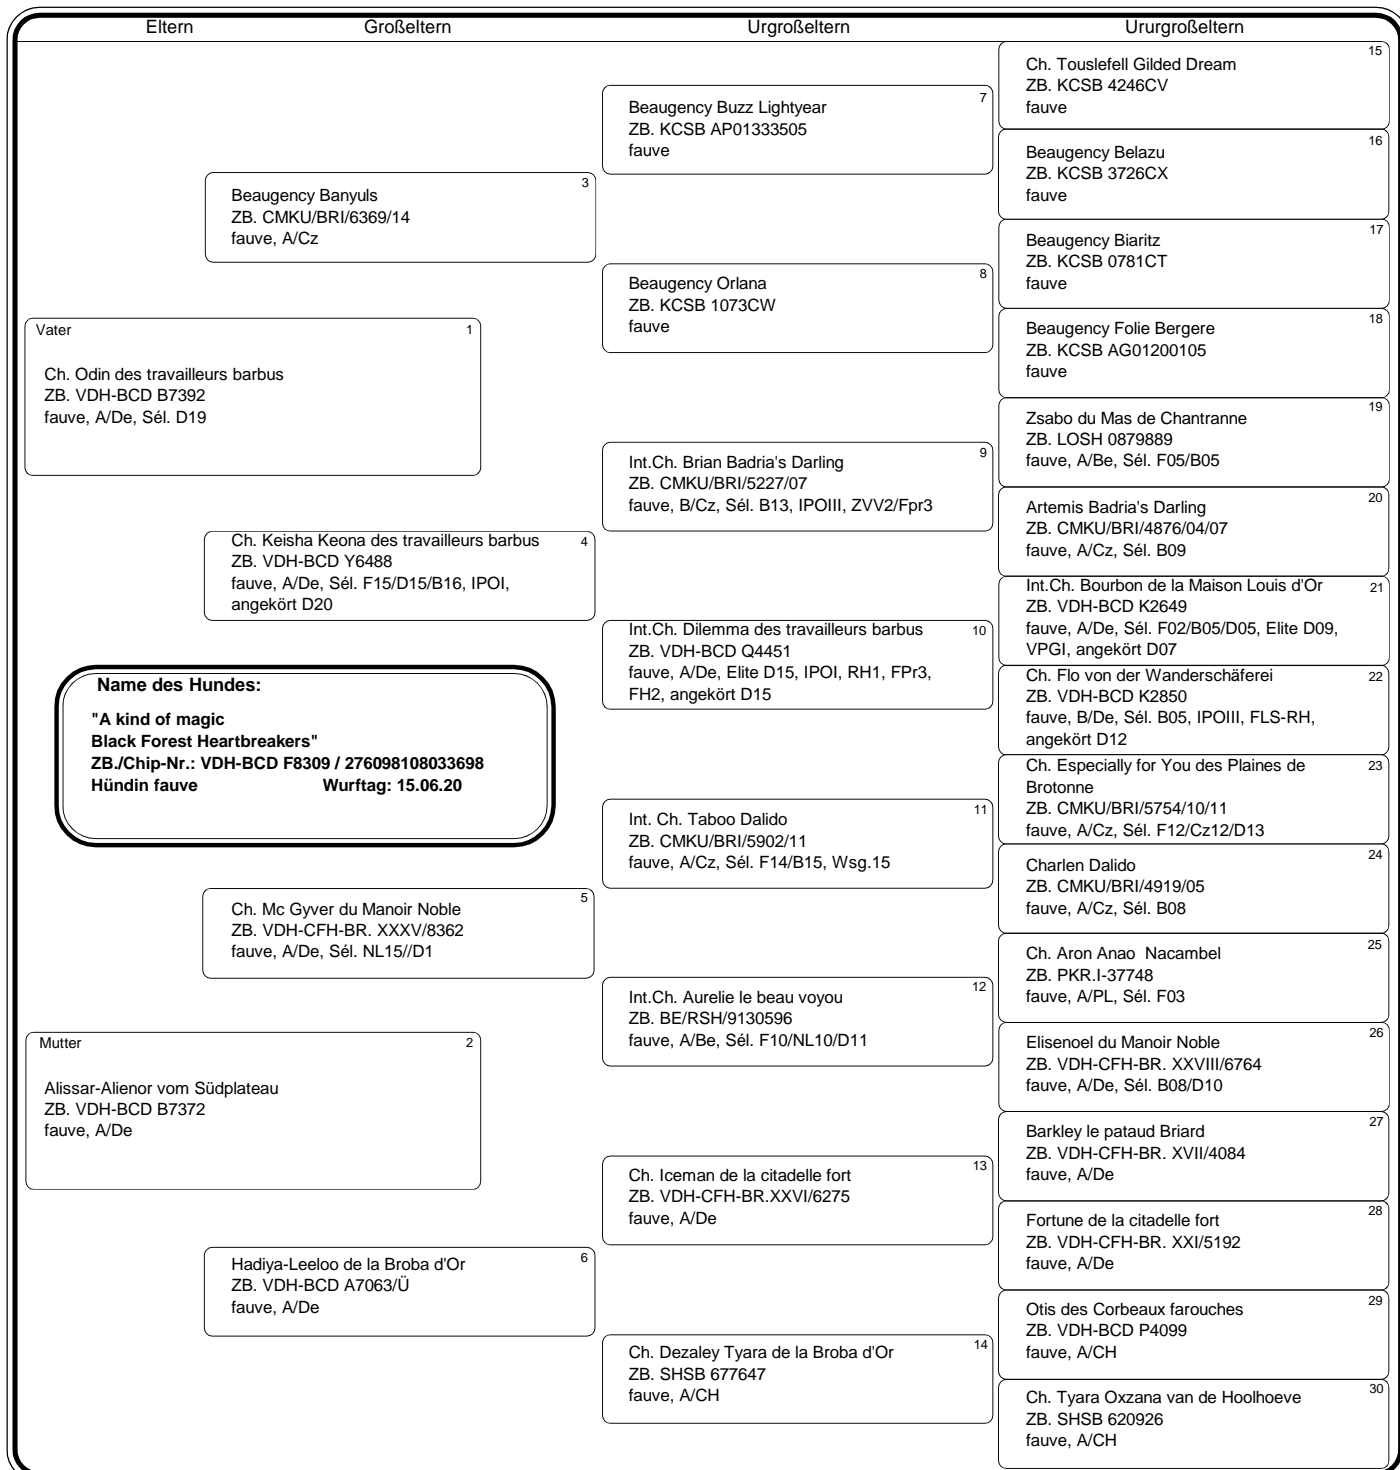 Eltern Großeltern Urgroßeltern Ururgroßeltern
Vater 1
Ch. Odin des travailleurs barbus
ZB. VDH-BCD B7392
fauve, A/De, Sél. D19
Mutter 2
Alissar-Alienor vom Südplateau
ZB. VDH-BCD B7372
fauve, A/De
3
Beaugency Banyuls
ZB. CMKU/BRI/6369/14
fauve, A/Cz
Ch. Keisha Keona des travailleurs barbus 4
ZB. VDH-BCD Y6488
fauve, A/De, Sél. F15/D15/B16, IPOI,
angekört D20
Name des Hundes:
"A kind of magic
Black Forest Heartbreakers"
ZB./Chip-Nr.: VDH-BCD F8309 / 276098108033698
Hündin fauve Wurftag: 15.06.20
5
Ch. Mc Gyver du Manoir Noble
ZB. VDH-CFH-BR. XXXV/8362
fauve, A/De, Sél. NL15//D1
6
Hadiya-Leeloo de la Broba d'Or
ZB. VDH-BCD A7063/Ü
fauve, A/De
7
Beaugency Buzz Lightyear
ZB. KCSB AP01333505
fauve
8
Beaugency Orlana
ZB. KCSB 1073CW
fauve
9
Int.Ch. Brian Badria's Darling
ZB. CMKU/BRI/5227/07
fauve, B/Cz, Sél. B13, IPOIII, ZVV2/Fpr3
Int.Ch. Dilemma des travailleurs barbus 10
ZB. VDH-BCD Q4451
fauve, A/De, Elite D15, IPOI, RH1, FPr3,
FH2, angekört D15
11
Int. Ch. Taboo Dalido
ZB. CMKU/BRI/5902/11
fauve, A/Cz, Sél. F14/B15, Wsg.15
12
Int.Ch. Aurelie le beau voyou
ZB. BE/RSH/9130596
fauve, A/Be, Sél. F10/NL10/D11
13
Ch. Iceman de la citadelle fort
ZB. VDH-CFH-BR.XXVI/6275
fauve, A/De
14
Ch. Dezaley Tyara de la Broba d'Or
ZB. SHSB 677647
fauve, A/CH
15
Ch. Touslefell Gilded Dream
ZB. KCSB 4246CV
fauve
16
Beaugency Belazu
ZB. KCSB 3726CX
fauve
17
Beaugency Biaritz
ZB. KCSB 0781CT
fauve
18
Beaugency Folie Bergere
ZB. KCSB AG01200105
fauve
19
Zsabo du Mas de Chantranne
ZB. LOSH 0879889
fauve, A/Be, Sél. F05/B05
20
Artemis Badria's Darling
ZB. CMKU/BRI/4876/04/07
fauve, A/Cz, Sél. B09
Int.Ch. Bourbon de la Maison Louis d'Or 21
ZB. VDH-BCD K2649
fauve, A/De, Sél. F02/B05/D05, Elite D09,
VPGI, angekört D07
Ch. Flo von der Wanderschäferei 22
ZB. VDH-BCD K2850
fauve, B/De, Sél. B05, IPOIII, FLS-RH,
angekört D12
Ch. Especially for You des Plaines de 23
Brotonne
ZB. CMKU/BRI/5754/10/11
fauve, A/Cz, Sél. F12/Cz12/D13
24
Charlen Dalido
ZB. CMKU/BRI/4919/05
fauve, A/Cz, Sél. B08
25
Ch. Aron Anao Nacambel
ZB. PKR.I-37748
fauve, A/PL, Sél. F03
26
Elisenoel du Manoir Noble
ZB. VDH-CFH-BR. XXVIII/6764
fauve, A/De, Sél. B08/D10
27
Barkley le pataud Briard
ZB. VDH-CFH-BR. XVII/4084
fauve, A/De
28
Fortune de la citadelle fort
ZB. VDH-CFH-BR. XXI/5192
fauve, A/De
29
Otis des Corbeaux farouches
ZB. VDH-BCD P4099
fauve, A/CH
30
Ch. Tyara Oxzana van de Hoolhoeve
ZB. SHSB 620926
fauve, A/CH